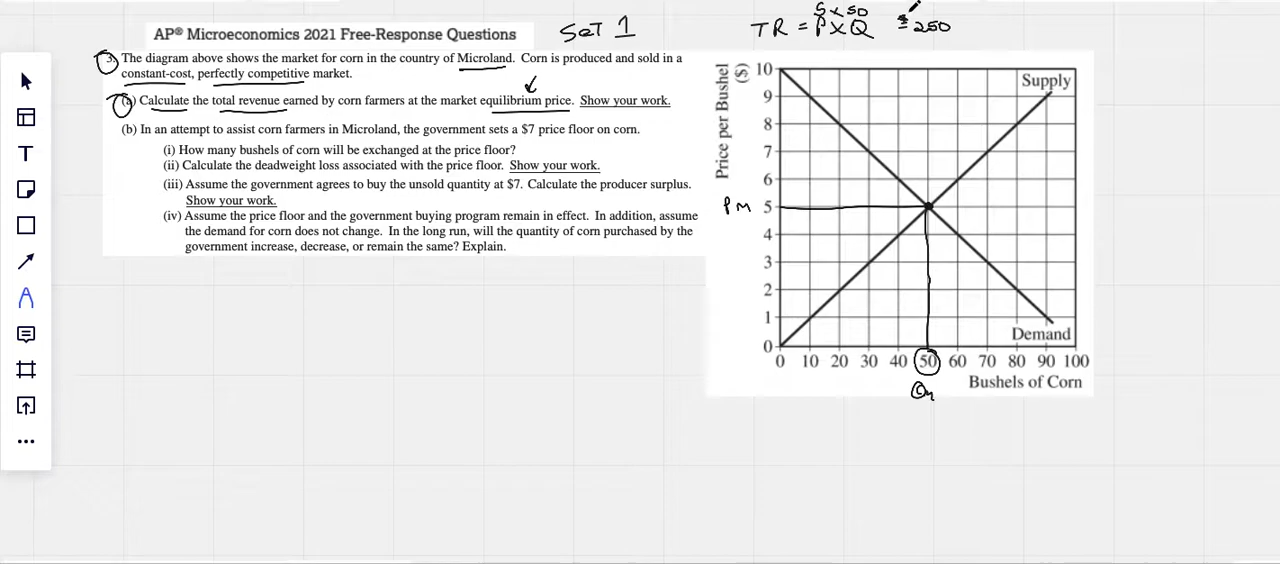 AP® Microeconomics 2021 Free-Response Questions
SET 1
5 x 50
TR = P X Q = 250
3. The diagram above shows the market for corn in the country of Microland. Corn is produced and sold in a
constant-cost, perfectly competitive market.
(a) Calculate the total revenue earned by corn farmers at the market equilibrium price. Show your work.
(b) In an attempt to assist corn farmers in Microland, the government sets a $7 price floor on corn.
(i) How many bushels of corn will be exchanged at the price floor?
(ii) Calculate the deadweight loss associated with the price floor. Show your work.
(iii) Assume the government agrees to buy the unsold quantity at $7. Calculate the producer surplus.
Show your work.
(iv) Assume the price floor and the government buying program remain in effect. In addition, assume
the demand for corn does not change. In the long run, will the quantity of corn purchased by the
government increase, decrease, or remain the same? Explain.
Price per Bushel
($)
10
9
8
7
6
PM 5
4
3
2
1
0
Supply
Demand
0 10 20 30 40 50 60 70 80 90 100
Bushels of Corn
T